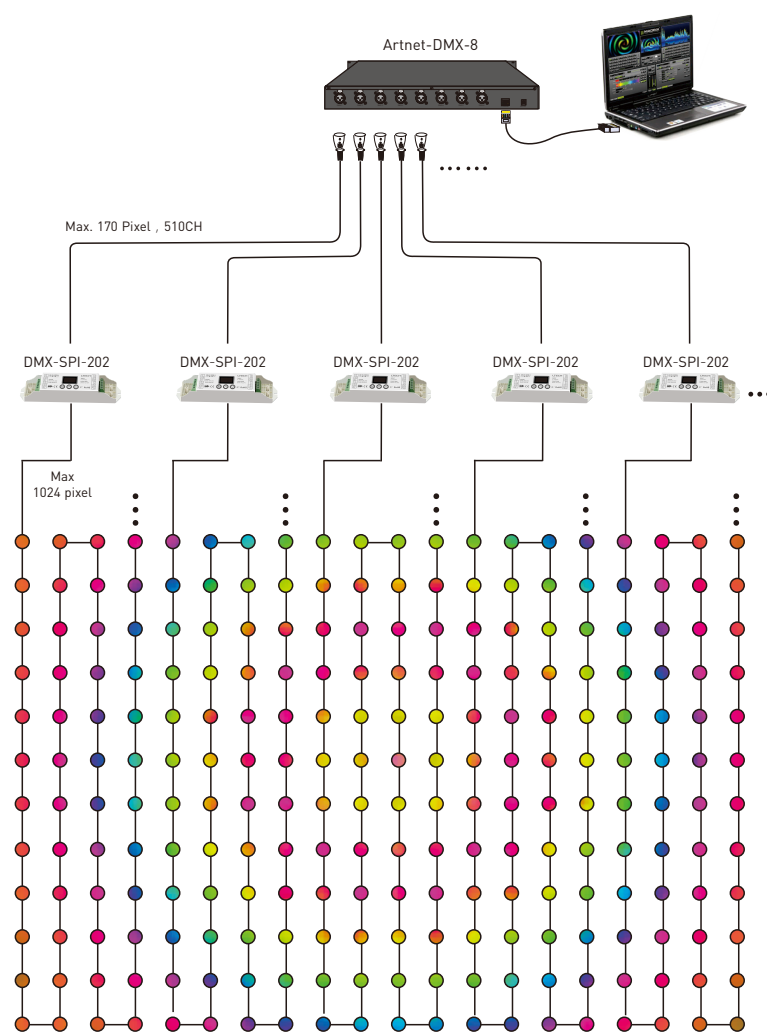 Artnet-DMX-8
Max. 170 Pixel , 510CH
DMX-SPI-202
DMX-SPI-202
DMX-SPI-202
DMX-SPI-202
DMX-SPI-202
Max
1024 pixel